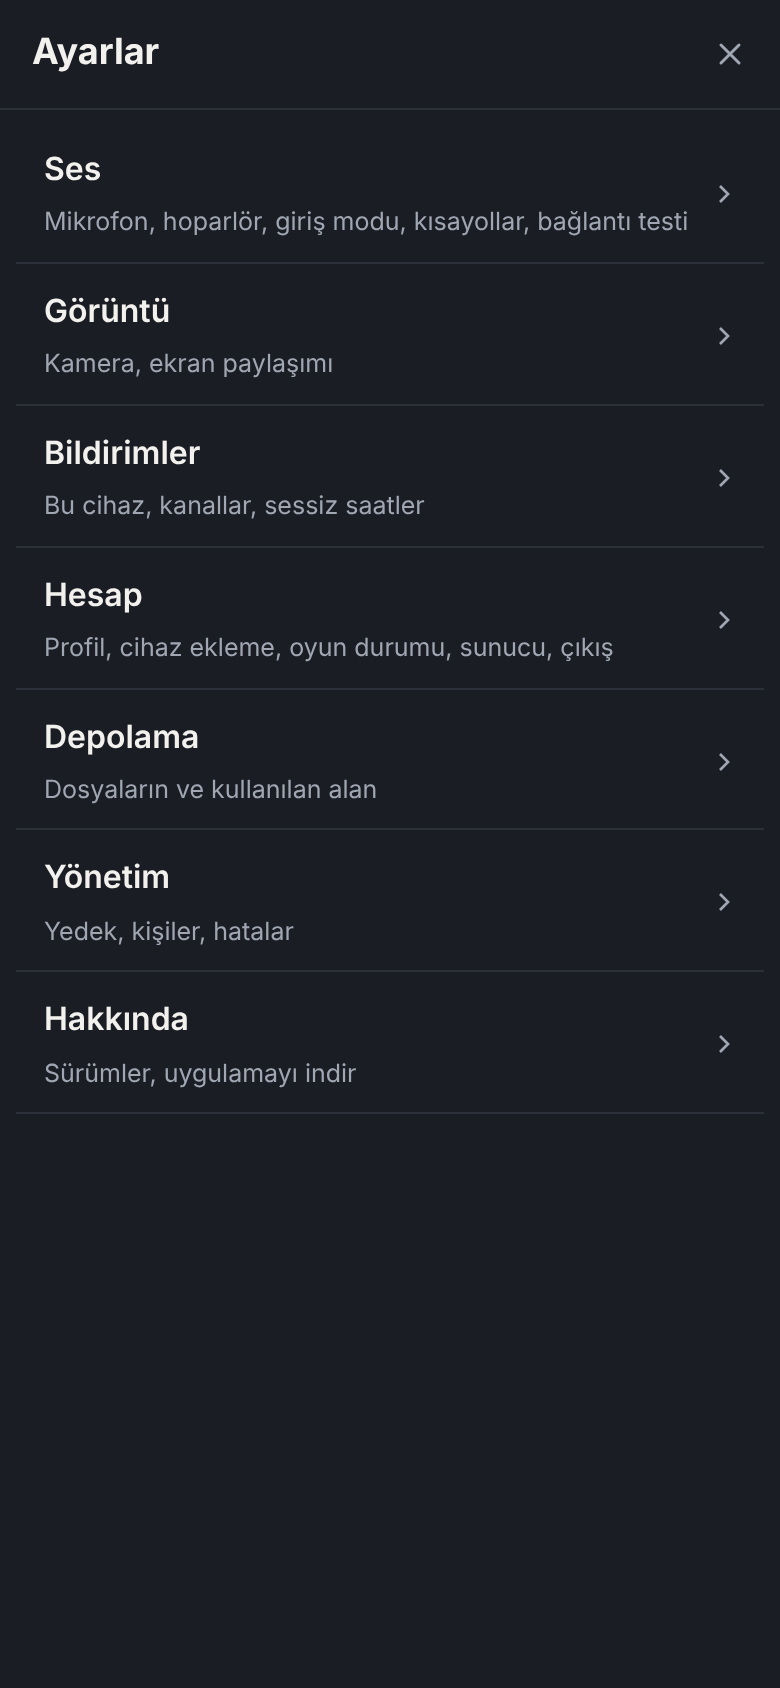 Ayarlar
Ses
Mikrofon, hoparlör, giriş modu, kısayollar, bağlantı testi
Görüntü
Kamera, ekran paylaşımı
Bildirimler
Bu cihaz, kanallar, sessiz saatler
Hesap
Profil, cihaz ekleme, oyun durumu, sunucu, çıkış
Depolama
Dosyaların ve kullanılan alan
Yönetim
Yedek, kişiler, hatalar
Hakkında
Sürümler, uygulamayı indir